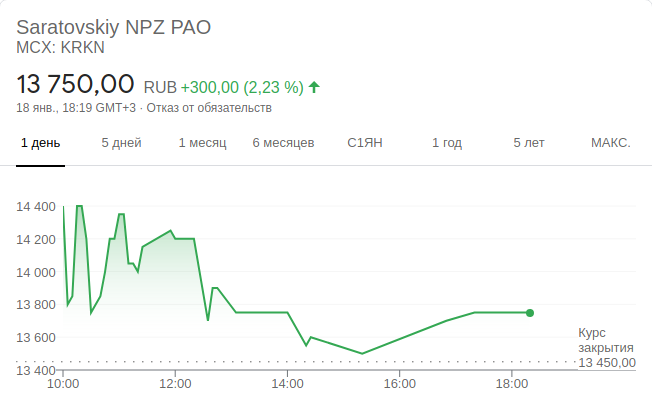 Saratovskiy NPZ PAO
MCX: KRKN
13 750,00 RUB +300,00 (2,23 %)
18 янв., 18:19 GMT+3 · Отказ от обязательств
1 день 5 дней 1 месяц 6 месяцев С1ЯН 1 год 5 лет МАКС.
14 400
14 200
14 000
13 800
13 600
13 400
Курс
закрытия
13 450,00
10:00 12:00 14:00 16:00 18:00